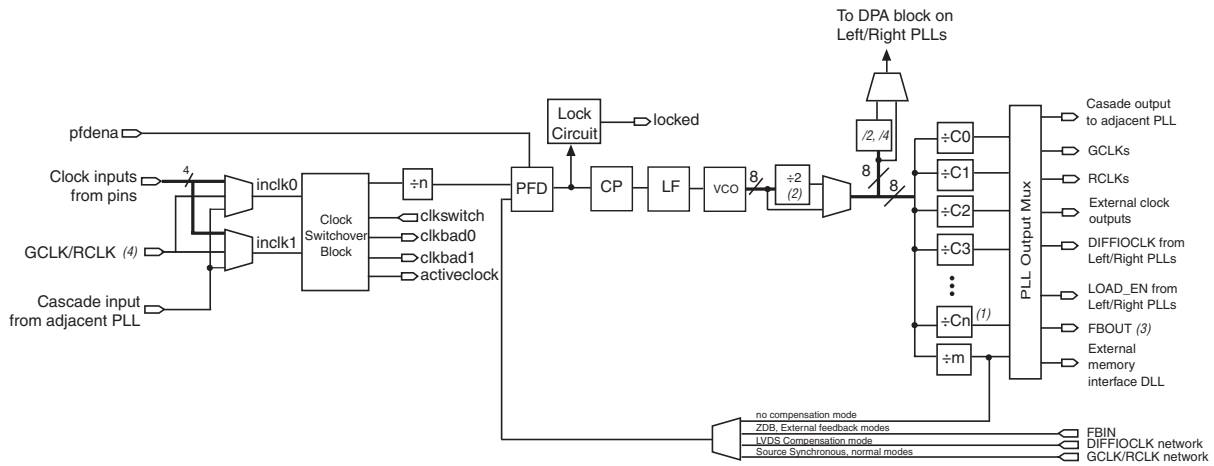 To DPA block on
Left/Right PLLs
pfdena
Lock
Circuit
locked
/2, /4
÷C0
Casade output
to adjacent PLL
Clock inputs
from pins
4
inclk0
÷n
PFD
CP
LF
VCO
8
÷2
(2)
8
8
÷C1
GCLKs
RCLKs
Clock
Switchover
Block
clkswitch
÷C2
External clock
outputs
GCLK/RCLK (4)
inclk1
clkbad0
clkbad1
activeclock
÷C3
PLL Output Mux
DIFFIOCLK from
Left/Right PLLs
Cascade input
from adjacent PLL
LOAD_EN from
Left/Right PLLs
÷Cn
(1)
FBOUT (3)
÷m
External
memory
interface DLL
no compensation mode
ZDB, External feedback modes
FBIN
LVDS Compensation mode
DIFFIOCLK network
Source Synchronous, normal modes
GCLK/RCLK network